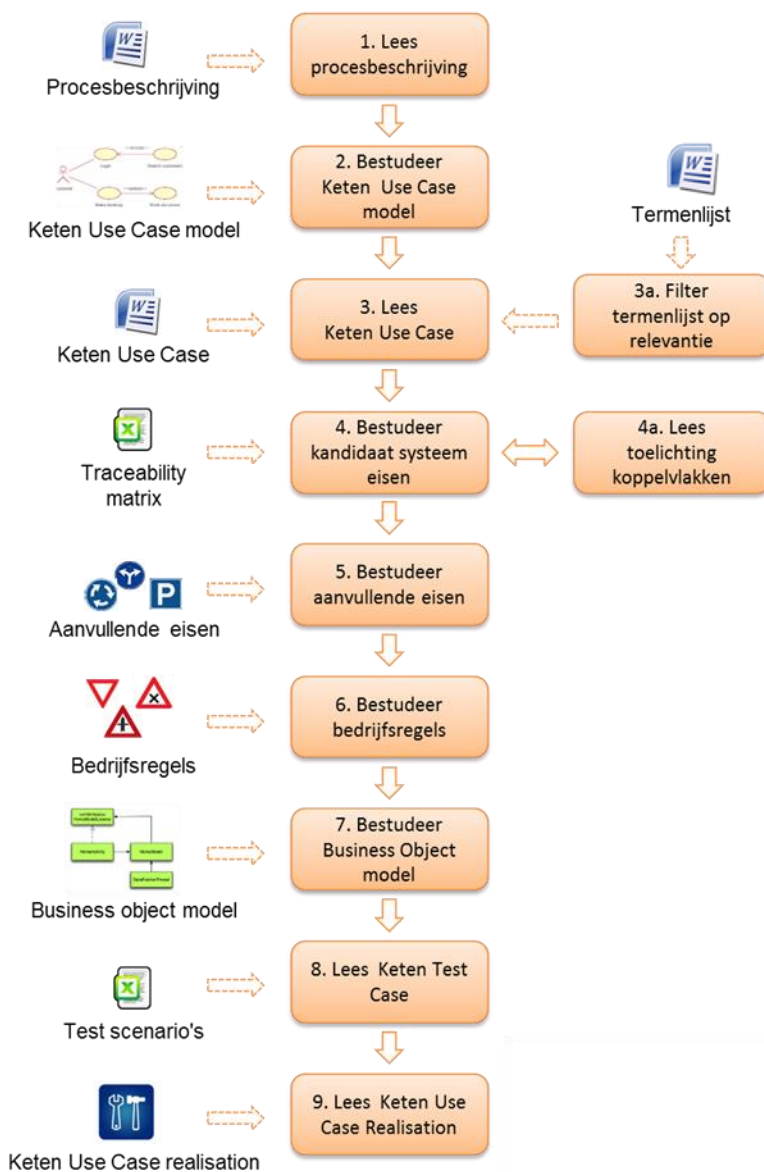 1. Lees
procesbeschrijving
Procesbeschrijving
2. Bestudeer
Keten Use Case
model
Keten Use Case model
Termenlijst
3. Lees
Keten Use Case
Keten Use Case
3a. Filter
termenlijst op
relevantie
4. Bestudeer
kandidaat systeem
eisen
Traceability
matrix
4a. Lees
toelichting
koppelvlakken
5. Bestudeer
aanvullende eisen
P
Aanvullende eisen
6. Bestudeer
bedrijfsregels
Bedrijfsregels
7. Bestudeer
Business Object
model
Business object model
8. Lees Keten Test
Case
Test scenario's
9. Lees Keten Use
Case Realisation
Keten Use Case realisation